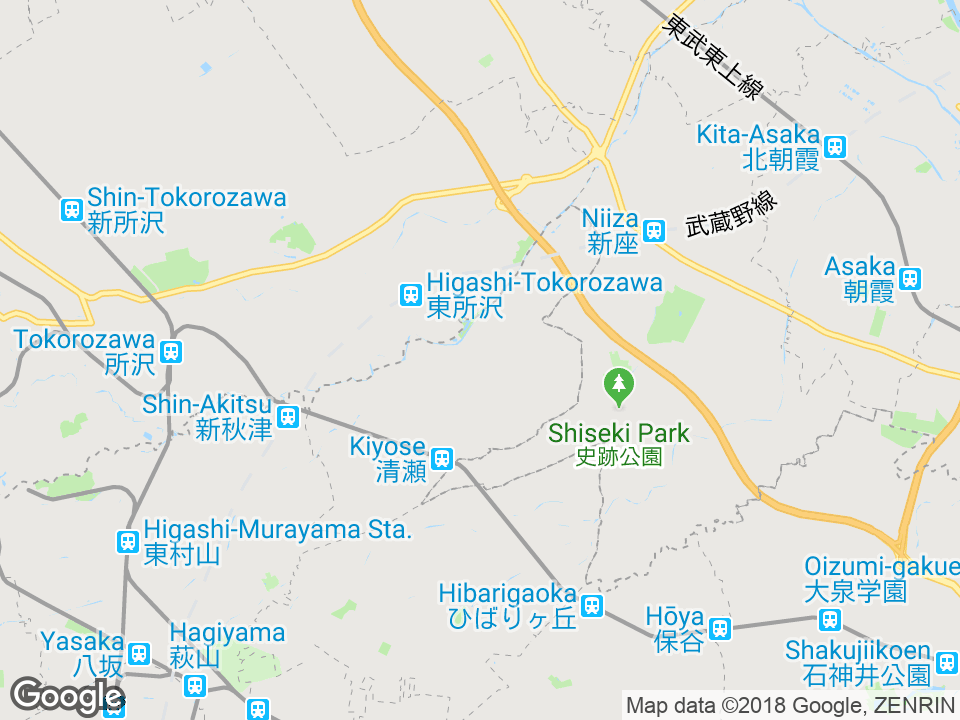 東武東上線
Kita-Asaka
北朝霞
Shin-Tokorozawa
新所沢
武蔵野線
Niiza
新座
Asaka
朝霞
Higashi-Tokorozawa
東所沢
Tokorozawa
所沢
Shin-Akitsu
新秋津
Shiseki Park
史跡公園
Kiyose
清瀬
Higashi-Murayama Sta.
東村山
Oizumi-gakue
大泉学園
Hibarigaoka
ひばりヶ丘
Hōya
保谷
Yasaka
八坂
Hagiyama
萩山
Shakujiikoen
石神井公園
Google
Map data ©2018 Google, ZENRIN